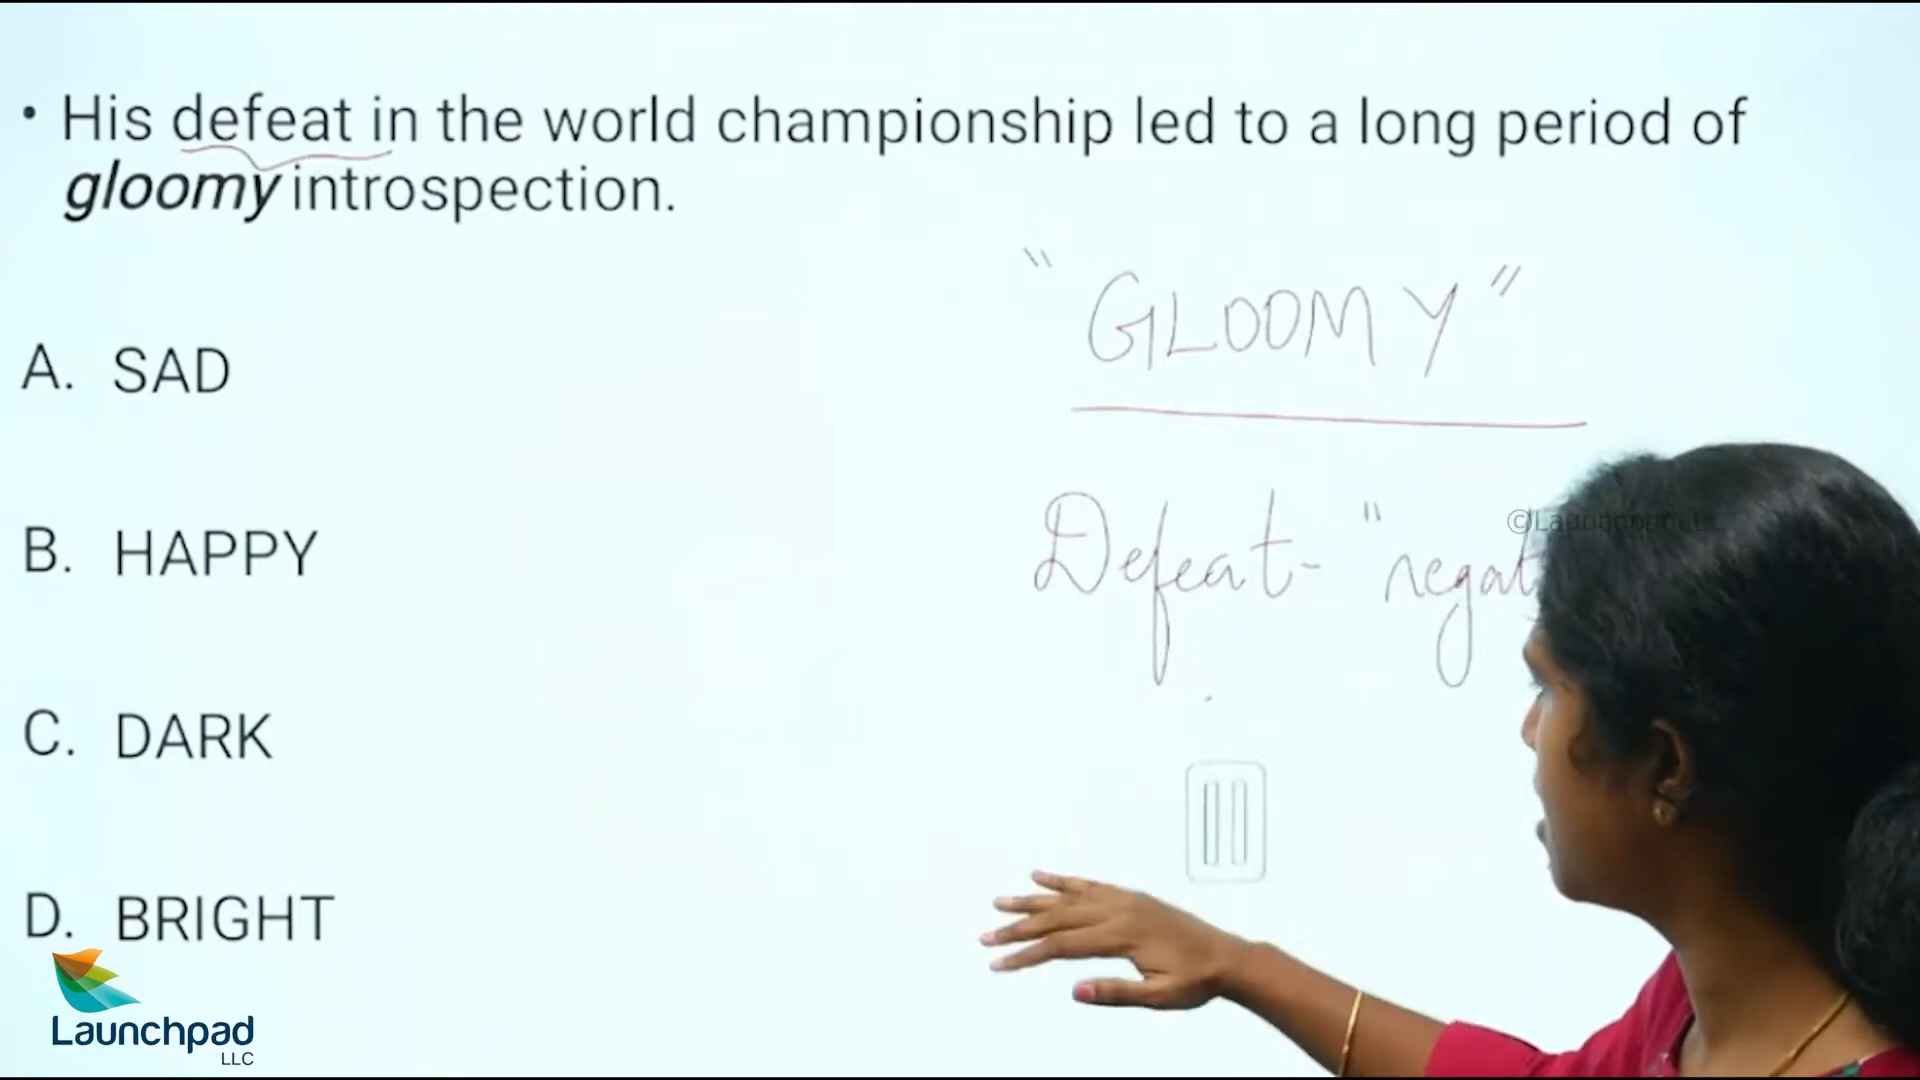 • His defeat in the world championship led to a long period of
gloomy introspection.
"GLOOMY"
A. SAD
Defeat- "negat
B. HAPPY
C. DARK
D. BRIGHT
Launchpad
LLC